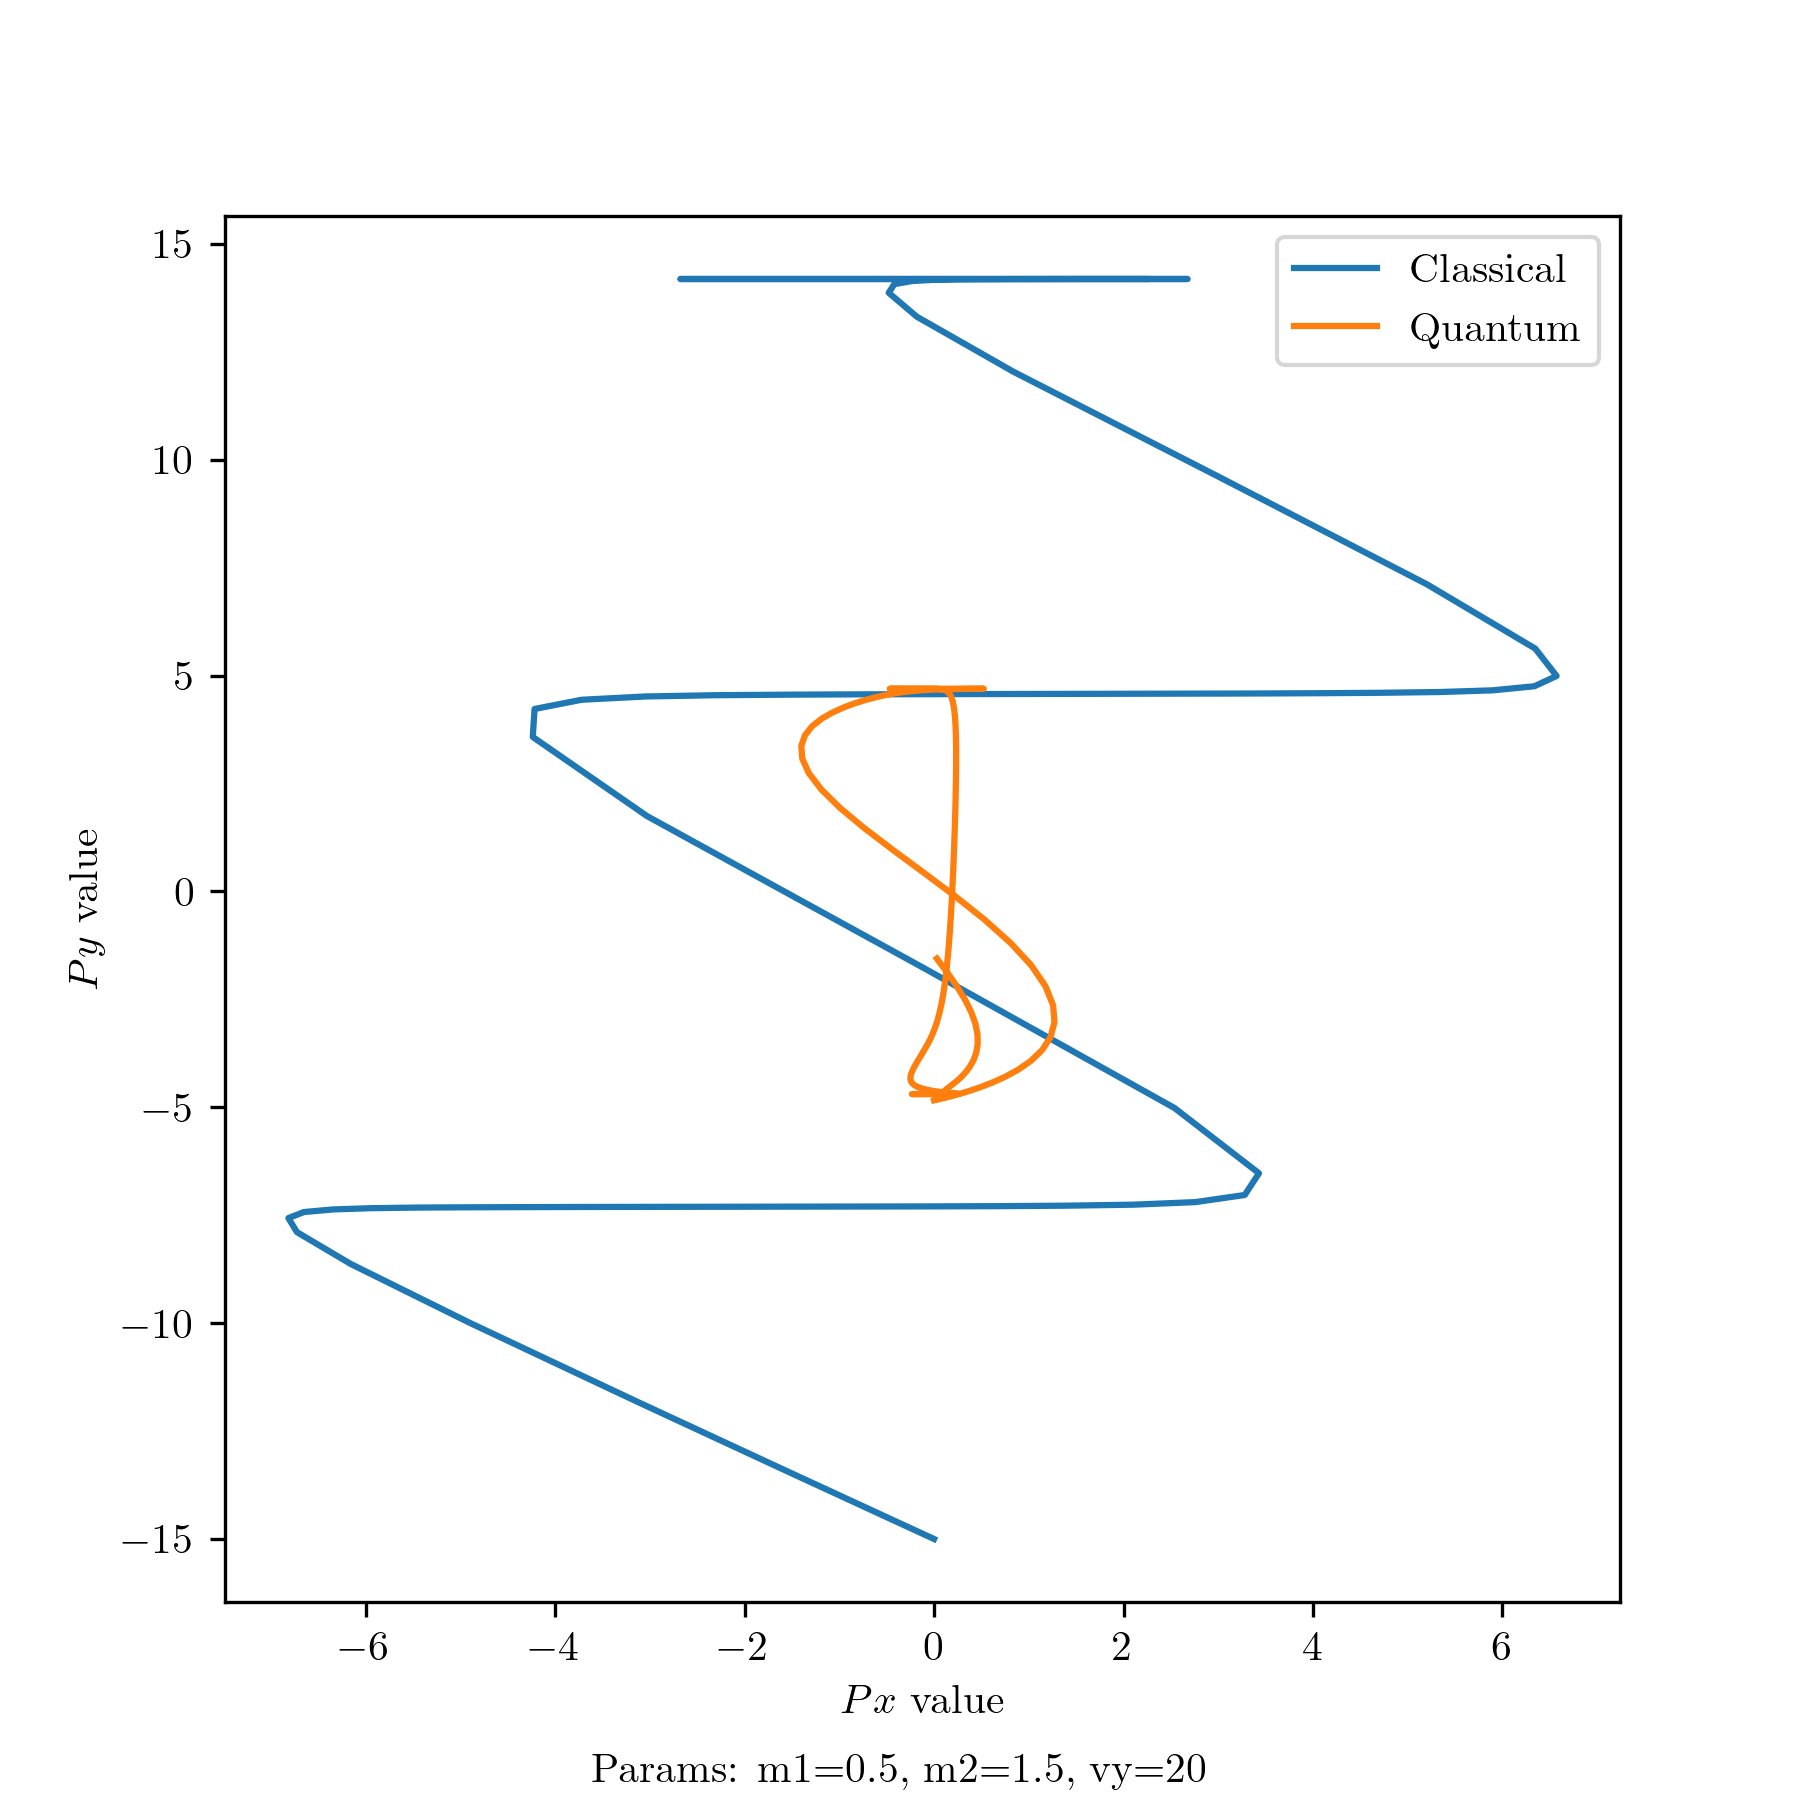 15
10
5
0
−5
−10
−15
Py value
Classical
Quantum
−6 −4 −2 0 2 4 6
Px value
Params: m1=0.5, m2=1.5, vy=20